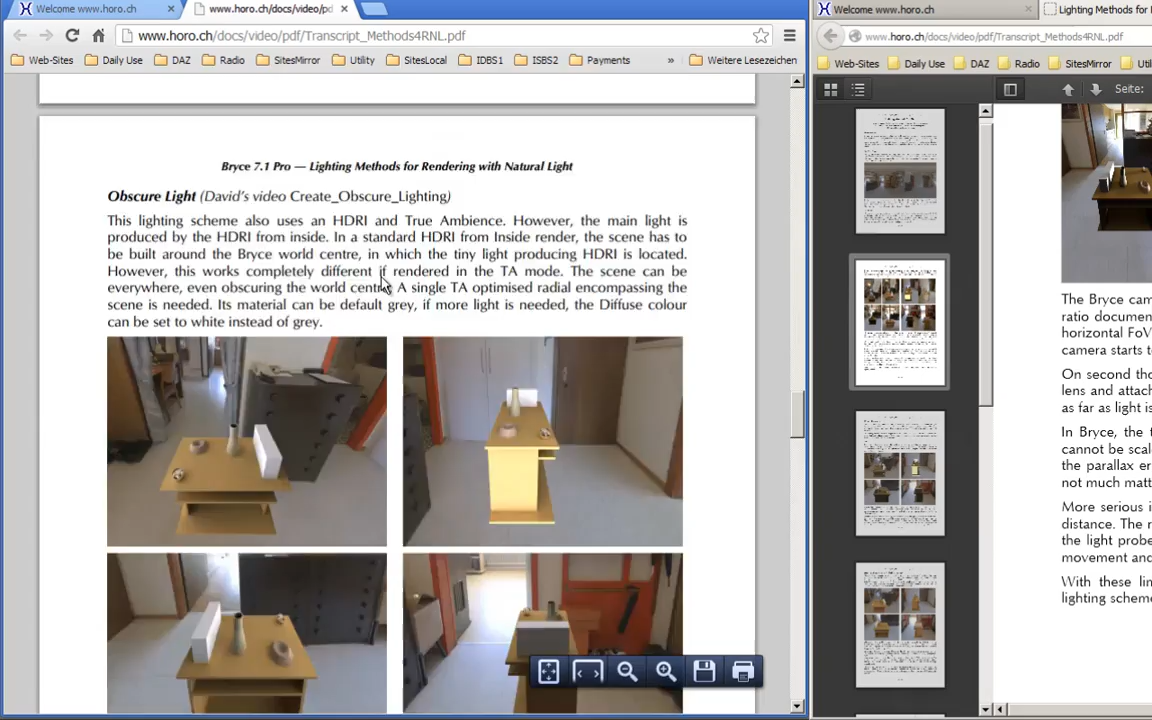 Welcome www.horo.ch
www.horo.ch/docs/video/pd
www.horo.ch/docs/video/pdf/Transcript_Methods4RNL.pdf
Web-Sites
Daily Use
DAZ
Radio
SitesMirror
Utility
SitesLocal
IDBS1
ISBS2
Payments
»
Weitere Lesezeichen
Bryce 7.1 Pro — Lighting Methods for Rendering with Natural Light
Obscure Light (David's video Create_Obscure_Lighting)
This lighting scheme also uses an HDRI and True Ambience. However, the main light is
produced by the HDRI from inside. In a standard HDRI from Inside render, the scene has to
be built around the Bryce world centre, in which the tiny light producing HDRI is located.
However, this works completely different if rendered in the TA mode. The scene can be
everywhere, even obscuring the world centre. A single TA optimised radial encompassing the
scene is needed. Its material can be default grey, if more light is needed, the Diffuse colour
can be set to white instead of grey.
Welcome www.horo.ch
Lighting Methods for
www.horo.ch/docs/video/pdf/Transcript_Methods4RNL.pdf
Web-Sites
Daily Use
DAZ
Radio
SitesMirror
Util
Seite:
The Bryce cam
ratio documen
horizontal FoV
camera starts to
On second tho
lens and attach
as far as light is
In Bryce, the t
cannot be scal
the parallax er
not much matt
More serious i
distance. The r
the light probe
movement and
With these lim
lighting scheme